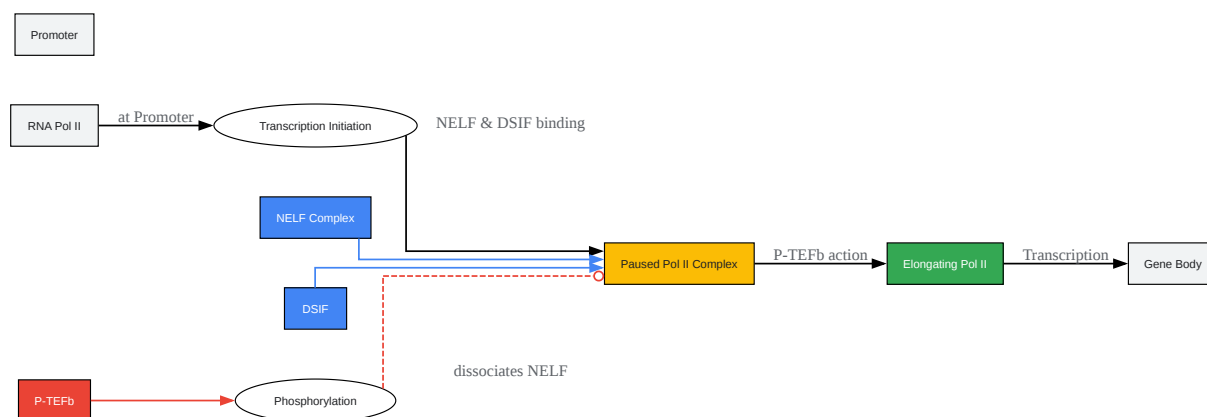 Promoter
RNA Pol II
at Promoter
Transcription Initiation
NELF & DSIF binding
NELF Complex
Paused Pol II Complex
P-TEFb action
Elongating Pol II
Transcription
Gene Body
DSIF
dissociates NELF
P-TEFb
Phosphorylation